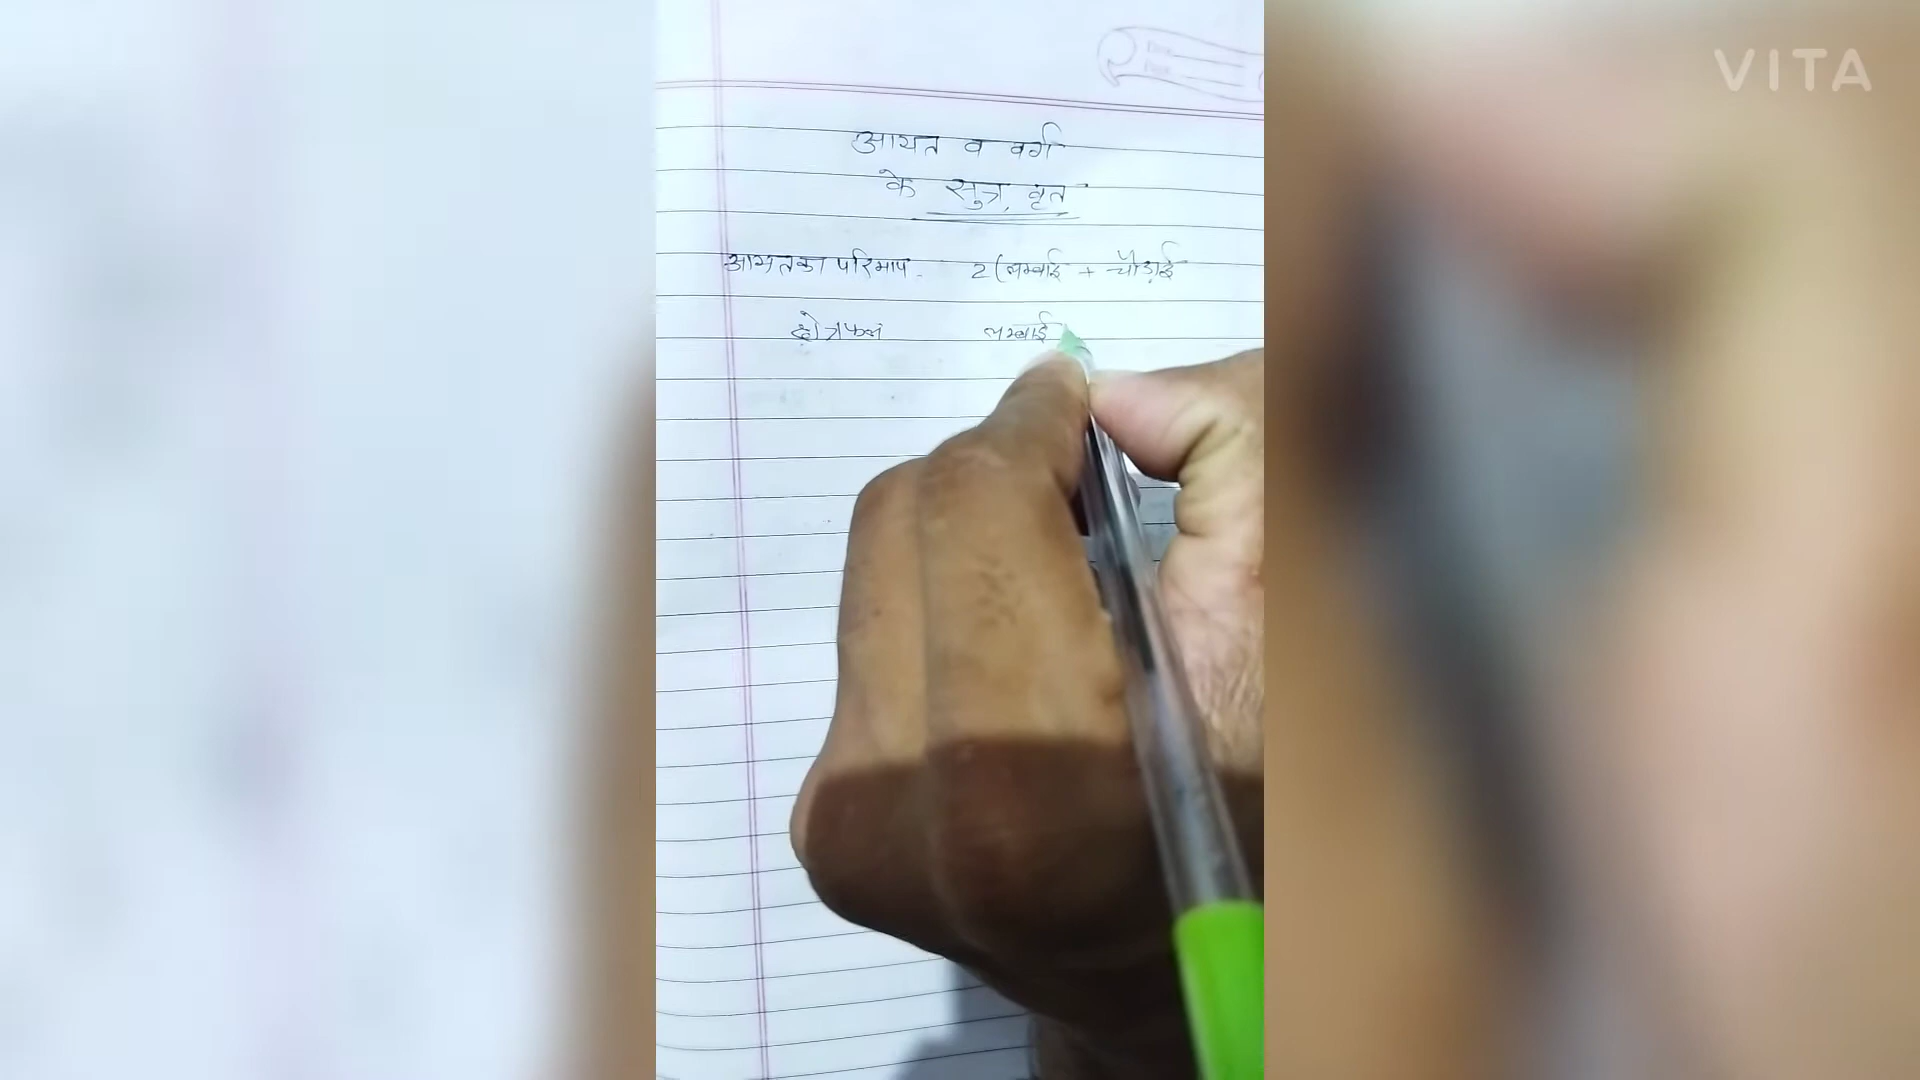 VITA
आयत व वर्ग
के सुत्र, वृत
आयत का परिमाप. 2(लम्बाई + चौड़ाई
क्षेत्रफल लम्बाई